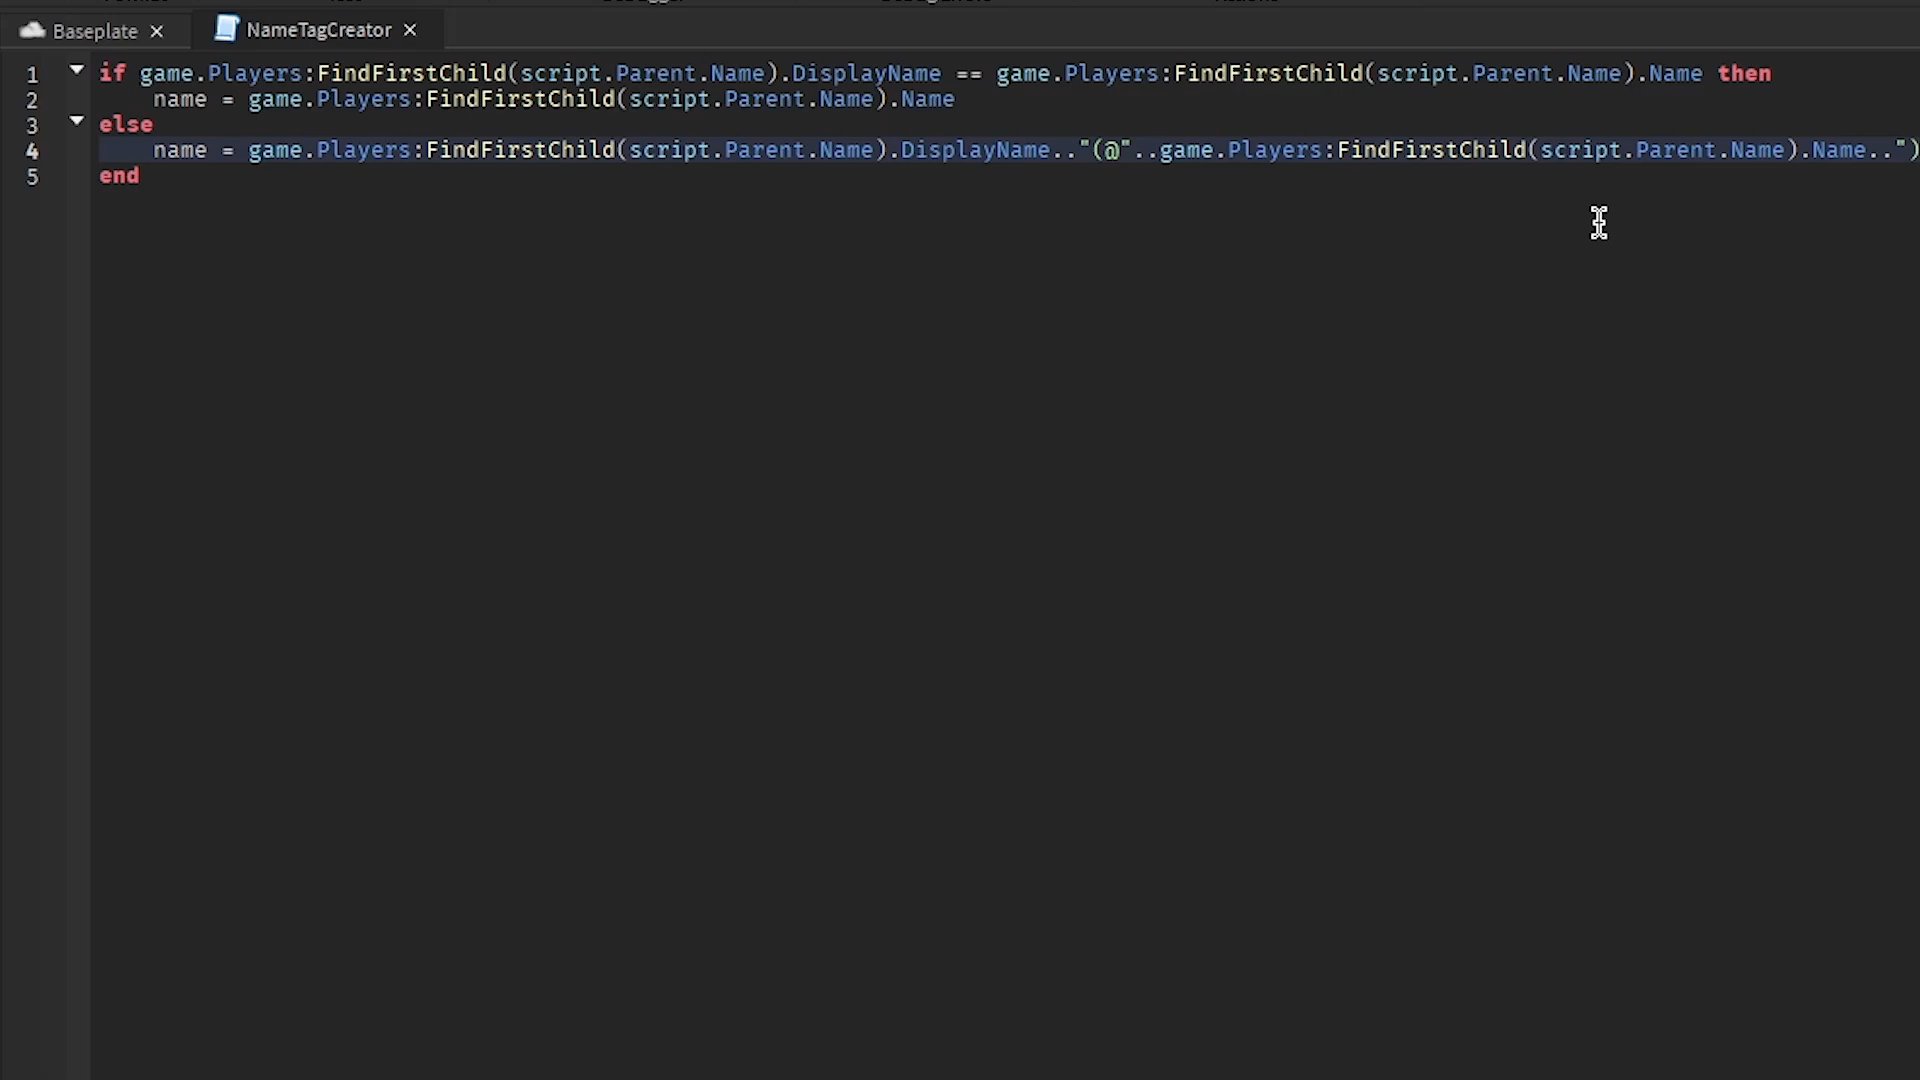 Baseplate
NameTagCreator
1 if game.Players:FindFirstChild(script.Parent.Name).DisplayName == game.Players:FindFirstChild(script.Parent.Name).Name then
2 name = game.Players:FindFirstChild(script.Parent.Name).Name
3 else
4 name = game.Players:FindFirstChild(script.Parent.Name).DisplayName.."(@"..game.Players:FindFirstChild(script.Parent.Name).Name..")
5 end